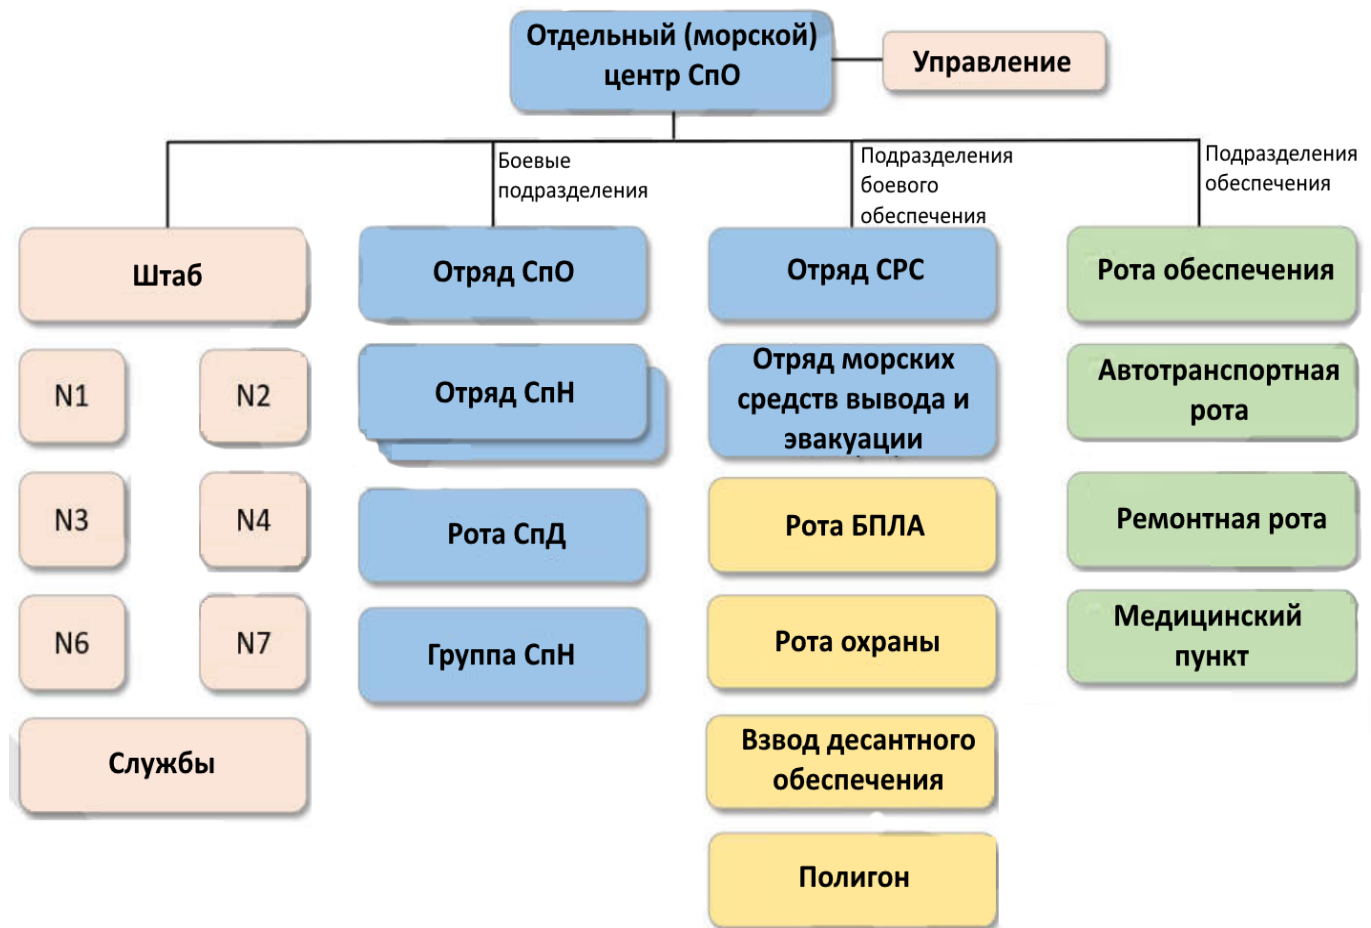 Отдельный (морской)
центр СпО
Управление
Боевые
подразделения
Подразделения
боевого
обеспечения
Подразделения
обеспечения
Штаб
N1
N2
N3
N4
N6
N7
Службы
Отряд СпО
Отряд СпН
Рота СпД
Группа СпН
Отряд СРС
Отряд морских
средств вывода и
эвакуации
Рота БПЛА
Рота охраны
Взвод десантного
обеспечения
Полигон
Рота обеспечения
Автотранспортная
рота
Ремонтная рота
Медицинский
пункт